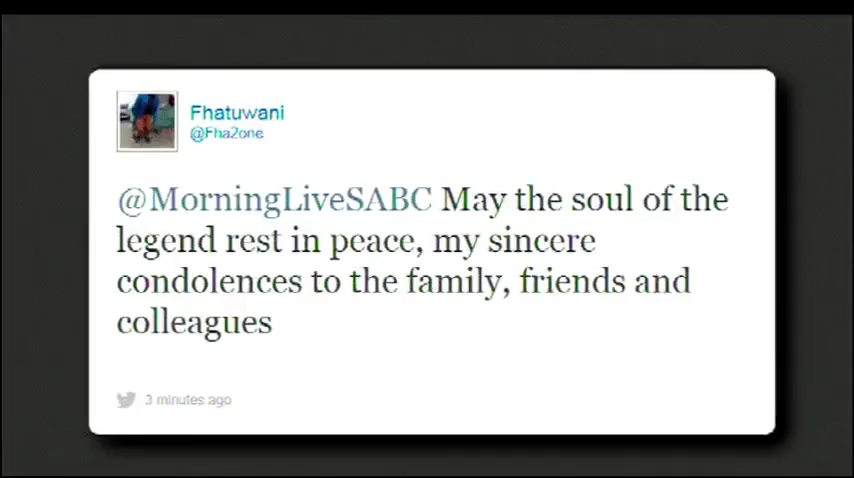 Fhatuwani
@Fha2one
@MorningLiveSABC May the soul of the
legend rest in peace, my sincere
condolences to the family, friends and
colleagues
3 minutes ago